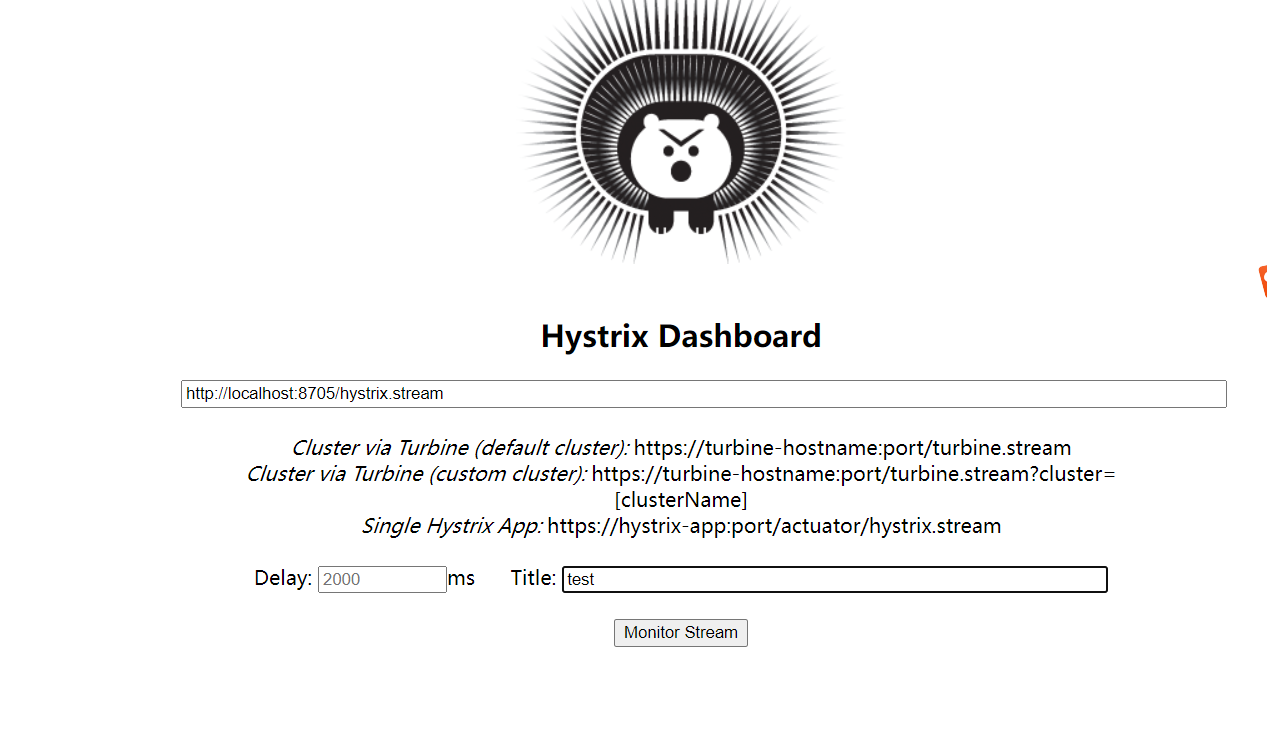 Hystrix Dashboard
http://localhost:8705/hystrix.stream
Cluster via Turbine (default cluster): https://turbine-hostname:port/turbine.stream
Cluster via Turbine (custom cluster): https://turbine-hostname:port/turbine.stream?cluster=
[clusterName]
Single Hystrix App: https://hystrix-app:port/actuator/hystrix.stream
Delay: 2000 ms Title: test
Monitor Stream